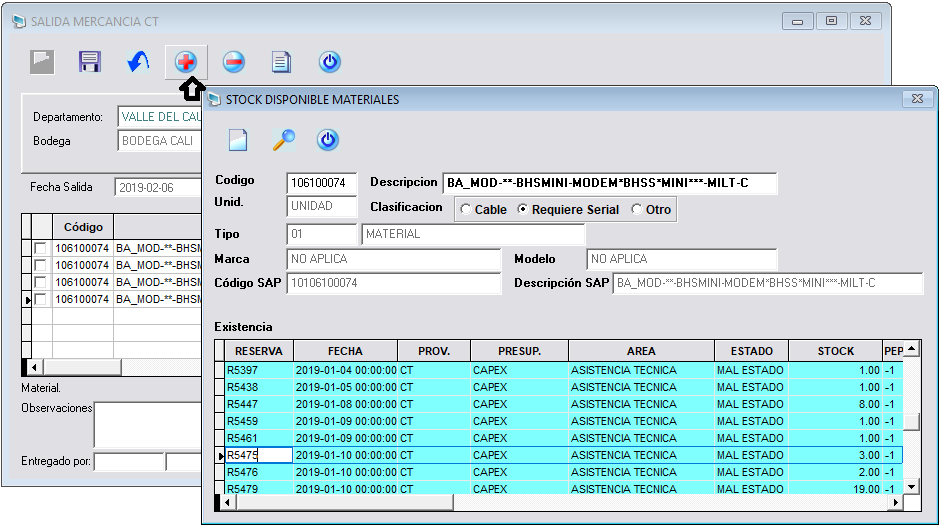 SALIDA MERCANCIA CT
Departamento: VALLE DEL CAU
Bodega BODEGA CALI
Fecha Salida 2019-02-06
Código
106100074 BA_MOD-**-BHSM
106100074 BA_MOD-**-BHSM
106100074 BA_MOD-**-BHSM
106100074 BA_MOD-**-BHSM
Material.
Observaciones
Entregado por:
STOCK DISPONIBLE MATERIALES
Codigo 106100074 Descripcion BA_MOD-**-BHSMINI-MODEM*BHSS*MINI***-MILT-C
Unid. UNIDAD Clasificacion Cable Requiere Serial Otro
Tipo 01 MATERIAL
Marca NO APLICA Modelo NO APLICA
Código SAP 10106100074 Descripción SAP BA_MOD-**-BHSMINI-MODEM*BHSS*MINI***-MILT-C
Existencia
RESERVA FECHA PROV. PRESUP. AREA ESTADO STOCK PEP
R5397 2019-01-04 00:00:00 CT CAPEX ASISTENCIA TECNICA MAL ESTADO 1.00 -1
R5438 2019-01-05 00:00:00 CT CAPEX ASISTENCIA TECNICA MAL ESTADO 1.00 -1
R5447 2019-01-08 00:00:00 CT CAPEX ASISTENCIA TECNICA MAL ESTADO 8.00 -1
R5459 2019-01-09 00:00:00 CT CAPEX ASISTENCIA TECNICA MAL ESTADO 1.00 -1
R5461 2019-01-09 00:00:00 CT CAPEX ASISTENCIA TECNICA MAL ESTADO 1.00 -1
R5475 2019-01-10 00:00:00 CT CAPEX ASISTENCIA TECNICA MAL ESTADO 3.00 -1
R5476 2019-01-10 00:00:00 CT CAPEX ASISTENCIA TECNICA MAL ESTADO 2.00 -1
R5479 2019-01-10 00:00:00 CT CAPEX ASISTENCIA TECNICA MAL ESTADO 19.00 -1